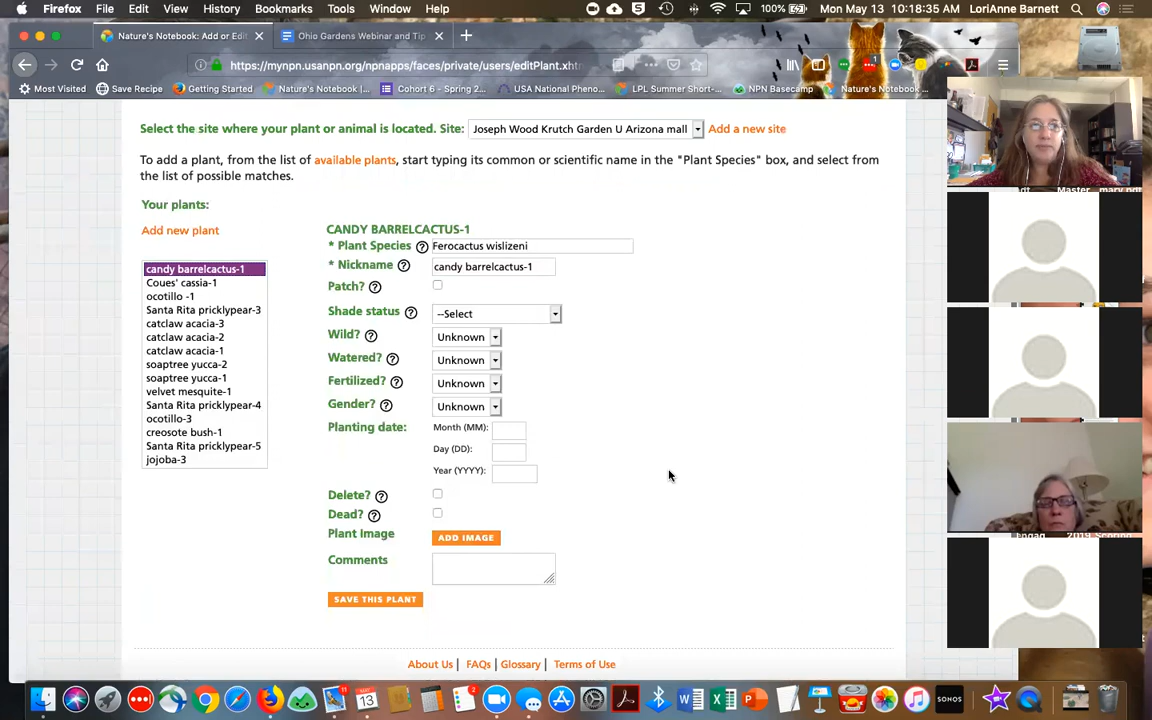 Firefox File Edit View History Bookmarks Tools Window Help 100% Mon May 13 10:18:35 AM LoriAnne Barnett
Nature's Notebook: Add or Edit Ohio Gardens Webinar and Tip
https://mynpn.usanpn.org/npnapps/faces/private/users/editPlant.xhtm
Most Visited Save Recipe Getting Started Nature's Notebook |... Cohort 6 - Spring 2... USA National Pheno... LPL Summer Short-... NPN Basecamp Nature's Notebook ...
Select the site where your plant or animal is located. Site: Joseph Wood Krutch Garden U Arizona mall Add a new site
To add a plant, from the list of available plants, start typing its common or scientific name in the "Plant Species" box, and select from
the list of possible matches.
Your plants:
Add new plant
candy barrelcactus-1
Coues' cassia-1
ocotillo -1
Santa Rita pricklypear-3
catclaw acacia-3
catclaw acacia-2
catclaw acacia-1
soaptree yucca-2
soaptree yucca-1
velvet mesquite-1
Santa Rita pricklypear-4
ocotillo-3
creosote bush-1
Santa Rita pricklypear-5
jojoba-3
CANDY BARRELCACTUS-1
* Plant Species ? Ferocactus wislizeni
* Nickname ? candy barrelcactus-1
Patch? ?
Shade status ? --Select
Wild? ? Unknown
Watered? ? Unknown
Fertilized? ? Unknown
Gender? ? Unknown
Planting date: Month (MM):
Day (DD):
Year (YYYY):
Delete? ?
Dead? ?
Plant Image ADD IMAGE
Comments
SAVE THIS PLANT
About Us | FAQs | Glossary | Terms of Use
SONOS